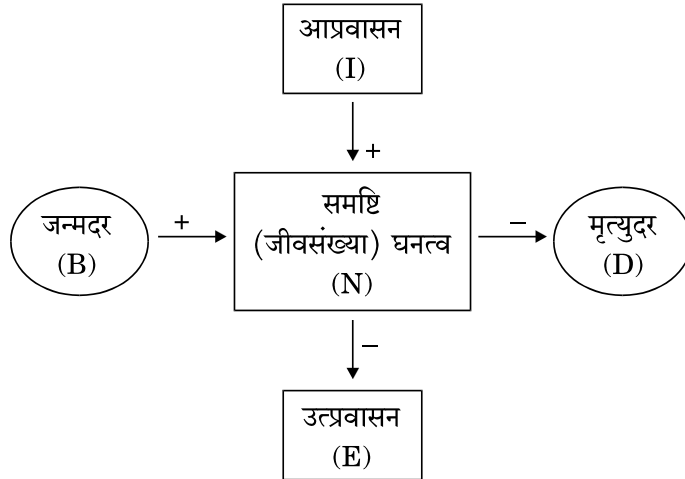 आप्रवासन
(I)
+
जन्मदर
(B)
+
समष्टि
(जीवसंख्या) घनत्व
(N)
–
मृत्युदर
(D)
–
उत्प्रवासन
(E)